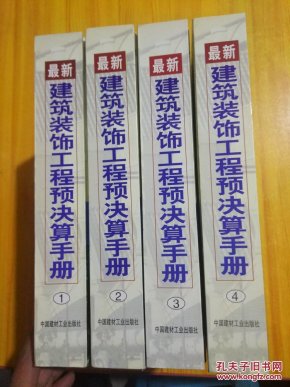 最新
建筑装饰工程预决算手册
1
中国建材工业出版社
最新
建筑装饰工程预决算手册
2
中国建材工业出版社
最新
建筑装饰工程预决算手册
3
中国建材工业出版社
最新
建筑装饰工程预决算手册
4
中国建材工业出版社
孔夫子旧书网